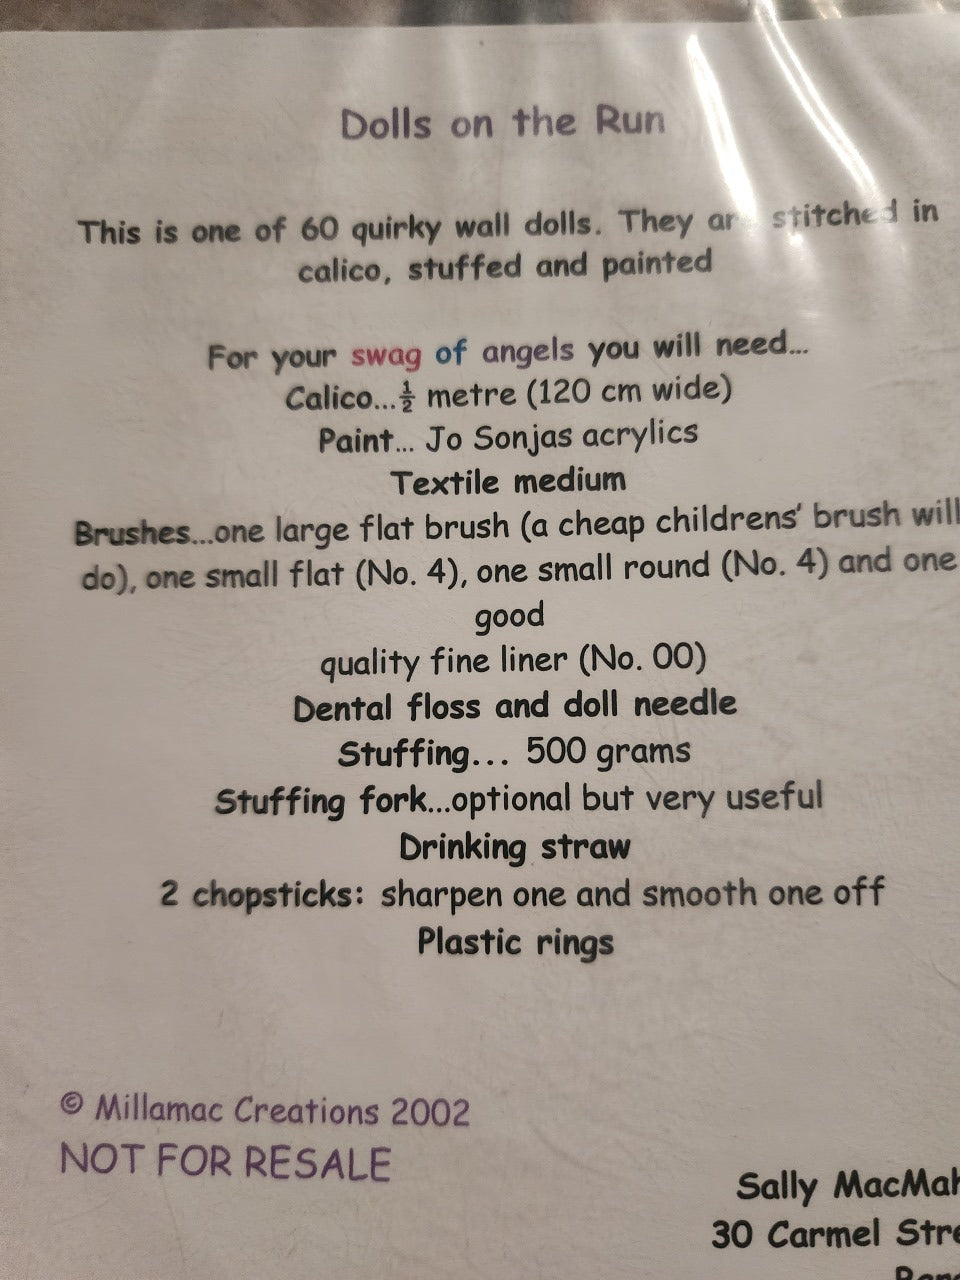 Dolls on the Run
This is one of 60 quirky wall dolls. They stitched in
calico, stuffed and painted
For your swag of angels you will need...
Calico...½ metre (120 cm wide)
Paint... Jo Sonjas acrylics
Textile medium
Brushes...one large flat brush (a cheap childrens' brush will
do), one small flat (No. 4), one small round (No. 4) and one
good
quality fine liner (No. 00)
Dental floss and doll needle
Stuffing... 500 grams
Stuffing fork...optional but very useful
Drinking straw
2 chopsticks: sharpen one and smooth one off
Plastic rings
© Millamac Creations 2002
NOT FOR RESALE
Sally
30 Carmel